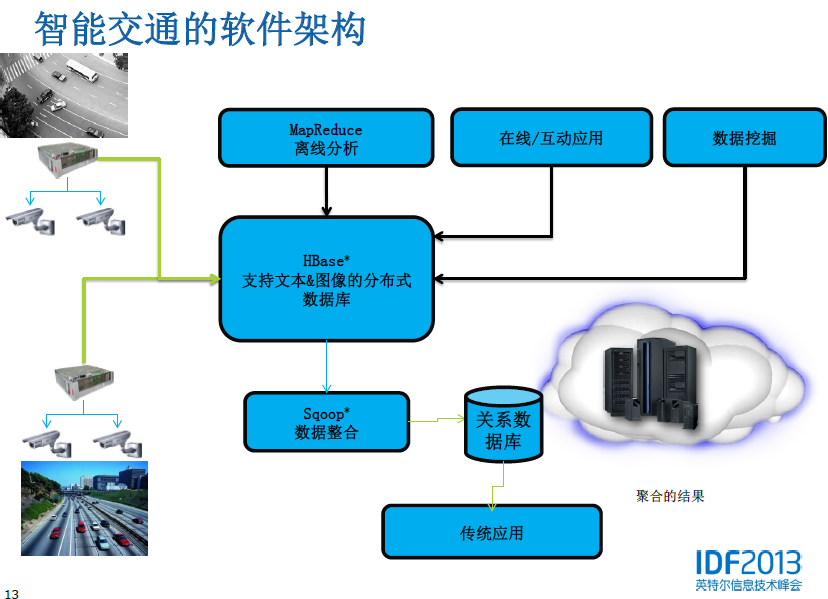 智能交通的软件架构
MapReduce
离线分析
在线/互动应用
数据挖掘
HBase*
支持文本&图像的分布式
数据库
Sqoop*
数据整合
关系数
据库
聚合的结果
传统应用
IDF2013
英特尔信息技术峰会
13